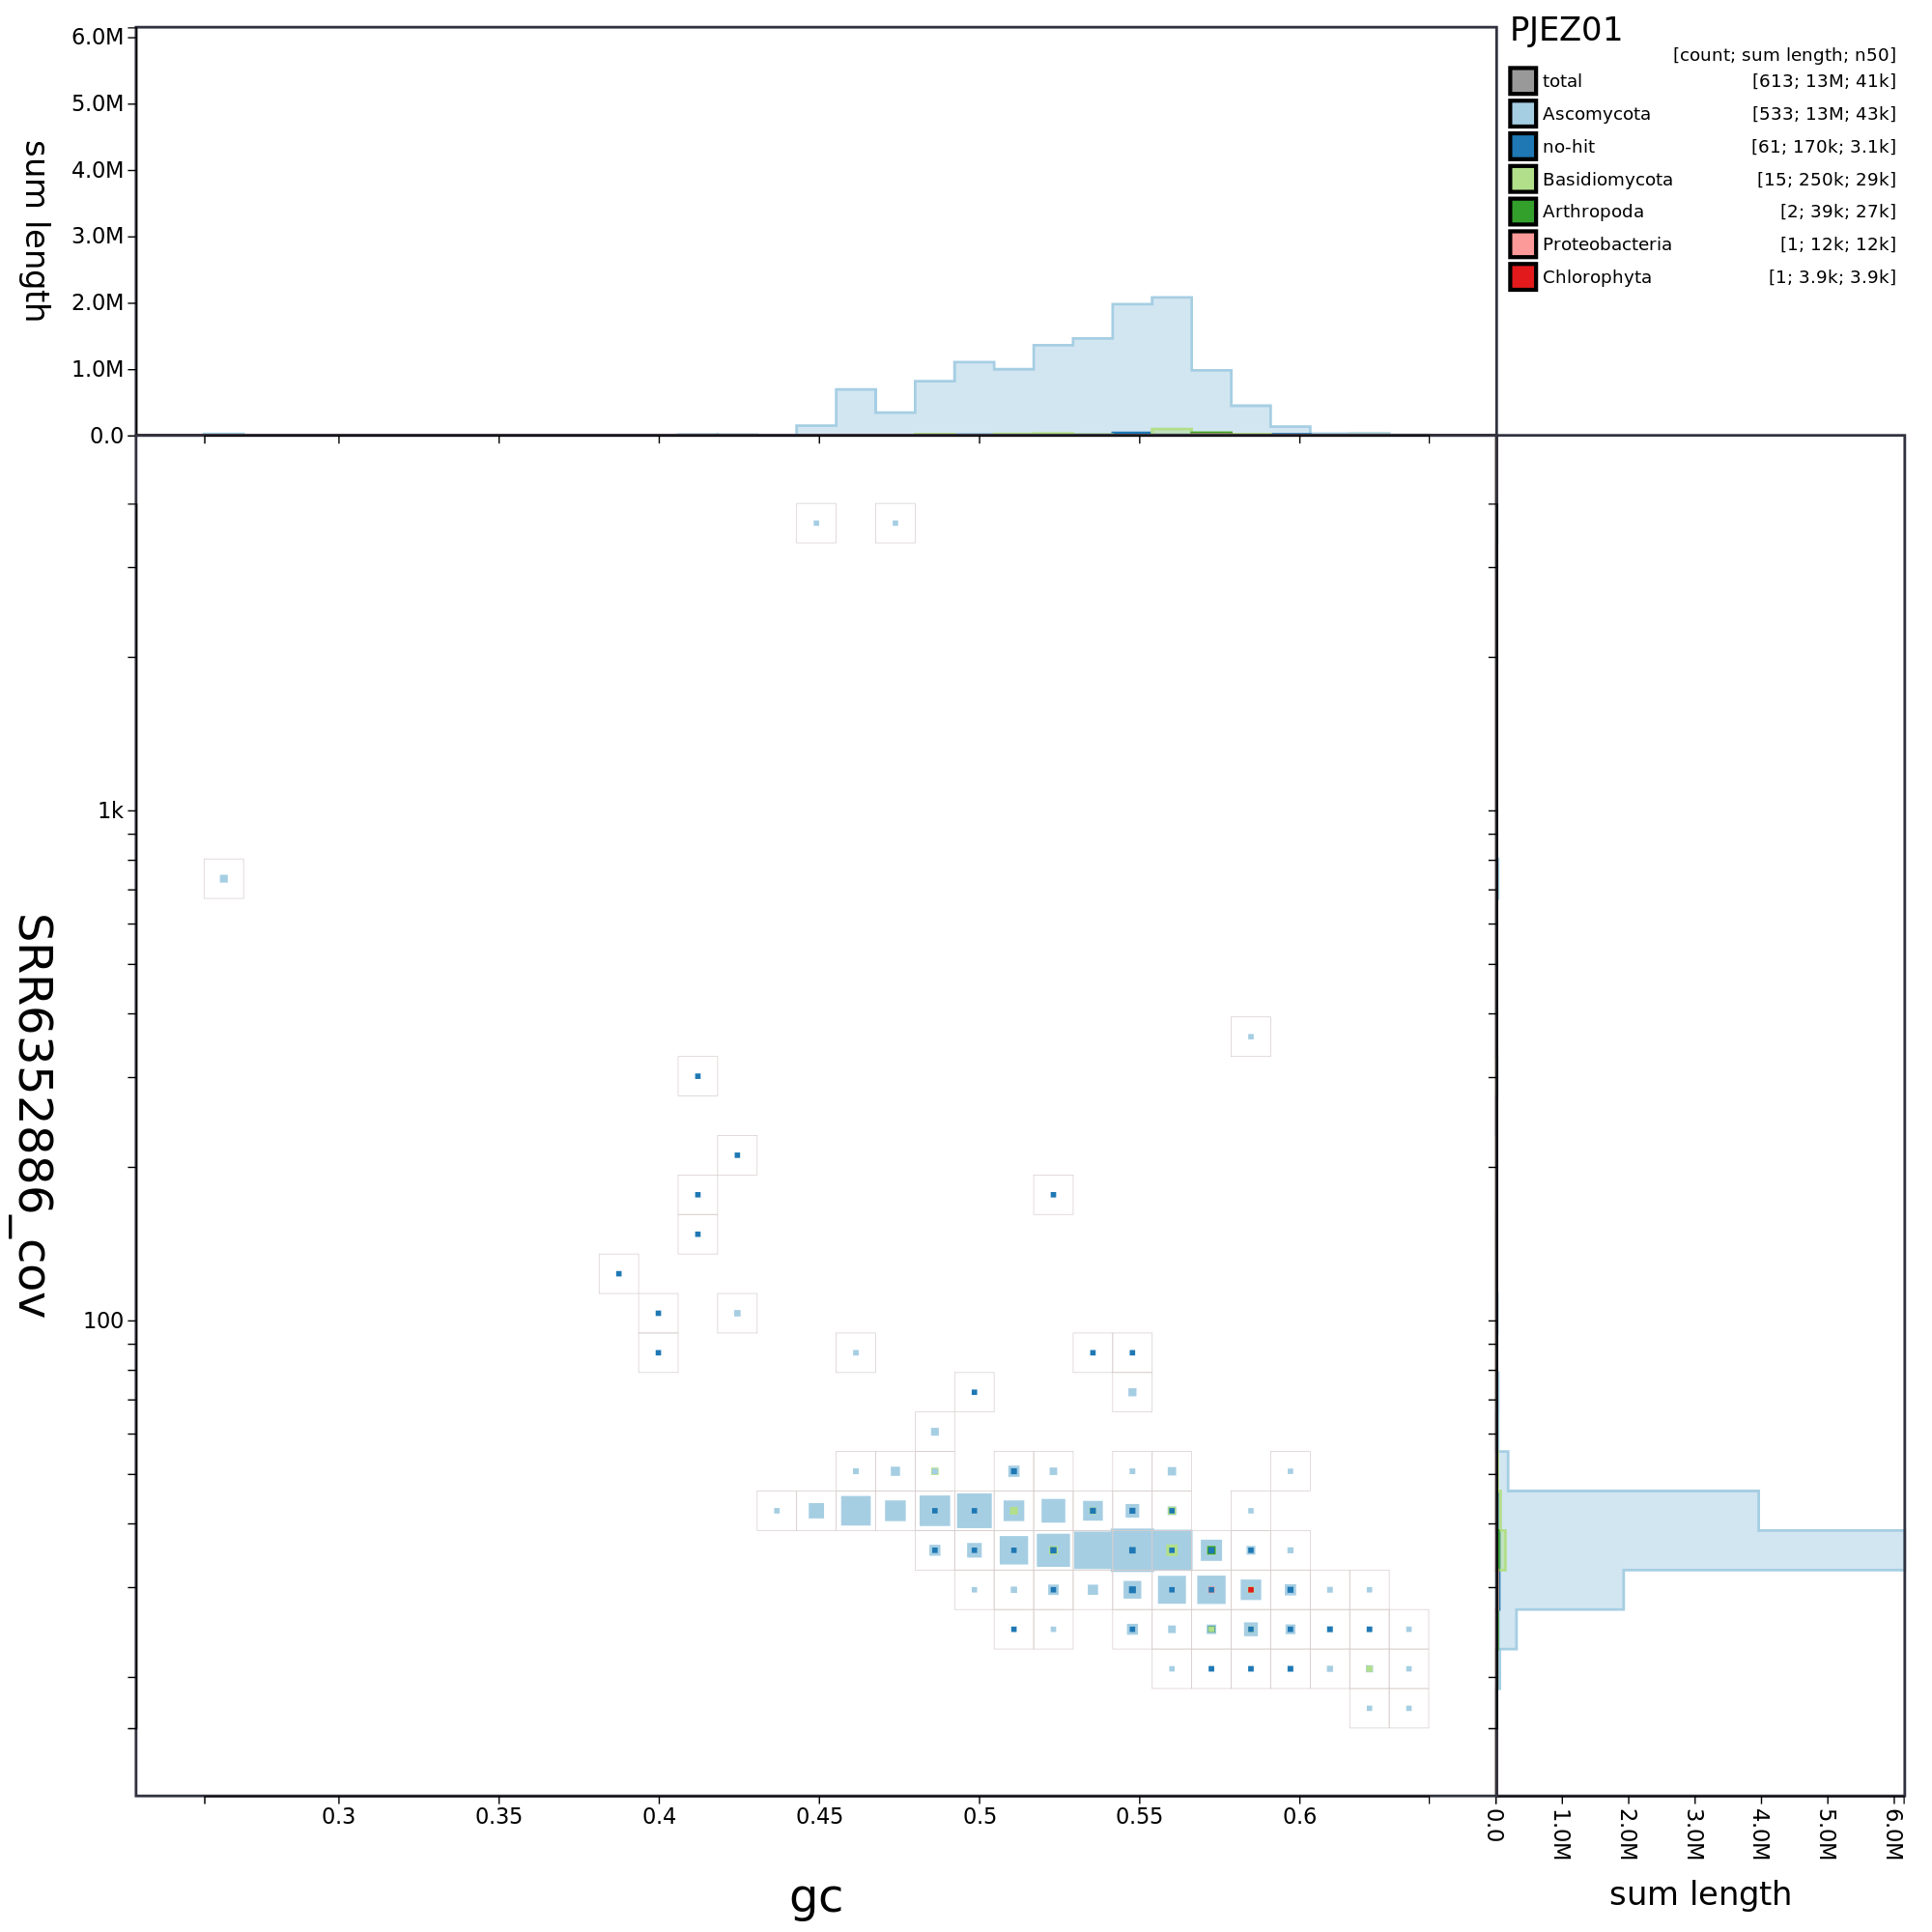 PJEZ01
[count; sum length; n50]
total [613; 13M; 41k]
Ascomycota [533; 13M; 43k]
no-hit [61; 170k; 3.1k]
Basidiomycota [15; 250k; 29k]
Arthropoda [2; 39k; 27k]
Proteobacteria [1; 12k; 12k]
Chlorophyta [1; 3.9k; 3.9k]
sum length
6.0M
5.0M
4.0M
3.0M
2.0M
1.0M
0.0
SRR6352886_cov
1k
100
0.3 0.35 0.4 0.45 0.5 0.55 0.6
gc
0.0 1.0M 2.0M 3.0M 4.0M 5.0M 6.0M
sum length